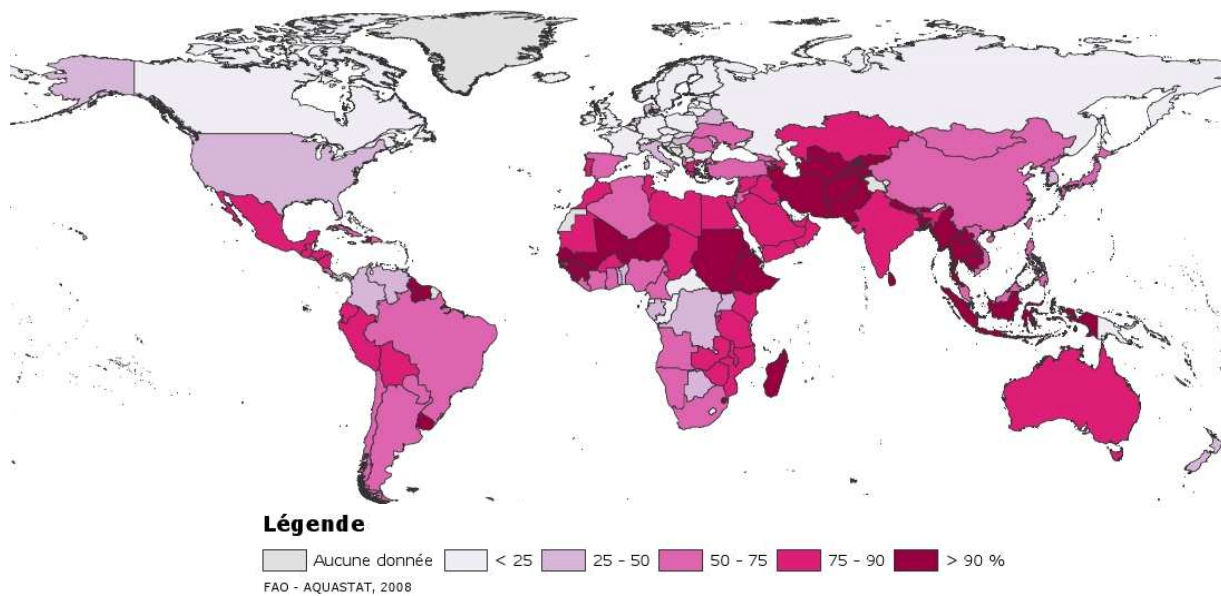 Légende
Aucune donnée < 25 25 - 50 50 - 75 75 - 90 > 90 %
FAO - AQUASTAT, 2008